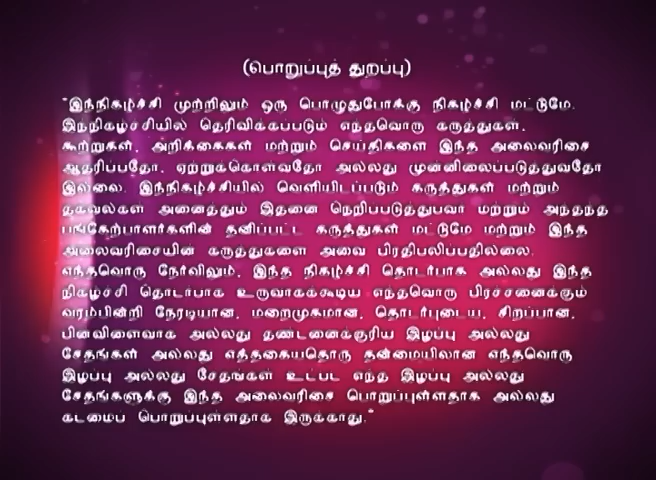 (பொறுப்புத் துறப்பு)
"இந்நிகழ்ச்சி முற்றிலும் ஒரு பொழுதுபோக்கு நிகழ்ச்சி மட்டுமே.
இந்நிகழ்ச்சியில் தெரிவிக்கப்படும் எந்தவொரு கருத்துகள்,
கூற்றுகள், அறிக்கைகள் மற்றும் செய்திகளை இந்த அலைவரிசை
ஆதரிப்பதோ, ஏற்றுக்கொள்வதோ அல்லது முன்னிலைப்படுத்துவதோ
இல்லை. இந்நிகழ்ச்சியில் வெளியிடப்படும் கருத்துகள் மற்றும்
தகவல்கள் அனைத்தும் இதனை நெறிப்படுத்துபவர் மற்றும் அந்தந்த
பங்கேற்பாளர்களின் தனிப்பட்ட கருத்துகள் மட்டுமே மற்றும் இந்த
அலைவரிசையின் கருத்துகளை அவை பிரதிபலிப்பதில்லை.
எந்தவொரு நேர்விலும், இந்த நிகழ்ச்சி தொடர்பாக அல்லது இந்த
நிகழ்ச்சி தொடர்பாக உருவாகக்கூடிய எந்தவொரு பிரச்சனைக்கும்
வரம்பின்றி நேரடியான, மறைமுகமான, தொடர்புடைய, சிறப்பான,
பின்விளைவாக அல்லது தண்டனைக்குரிய இழப்பு அல்லது
சேதங்கள் அல்லது எத்தகையதொரு தன்மையிலான எந்தவொரு
இழப்பு அல்லது சேதங்கள் உட்பட எந்த இழப்பு அல்லது
சேதங்களுக்கு இந்த அலைவரிசை பொறுப்புள்ளதாக அல்லது
கடமைப் பொறுப்புள்ளதாக இருக்காது."